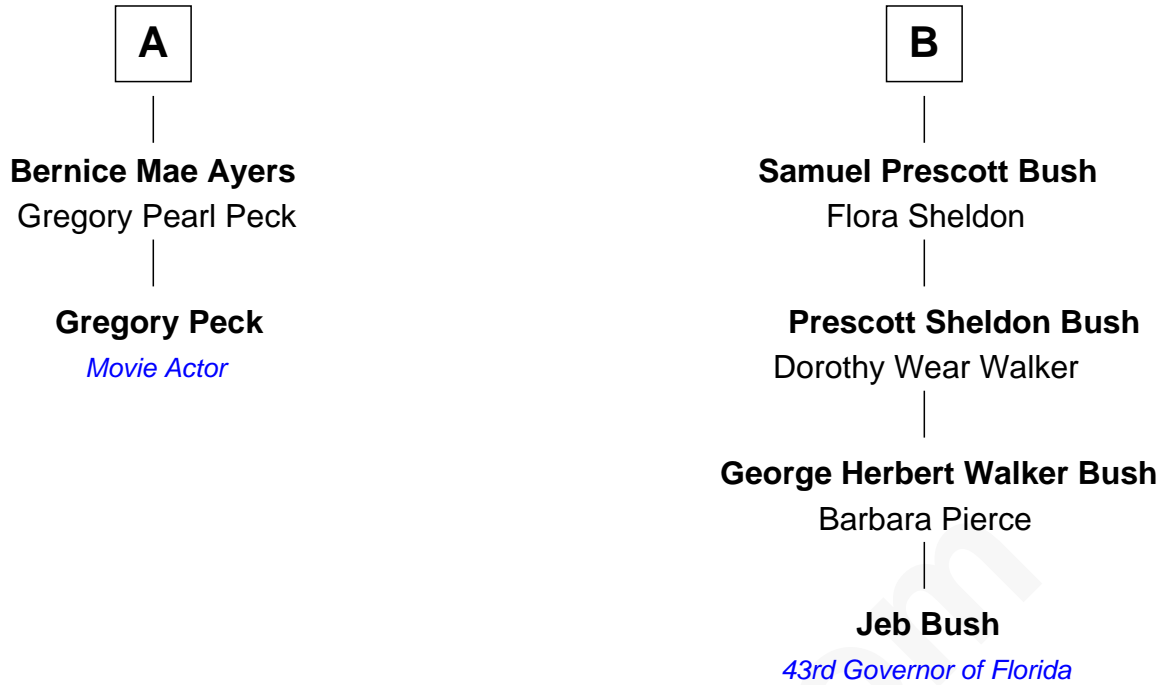 A
Bernice Mae Ayers
Gregory Pearl Peck
Gregory Peck
Movie Actor
B
Samuel Prescott Bush
Flora Sheldon
Prescott Sheldon Bush
Dorothy Wear Walker
George Herbert Walker Bush
Barbara Pierce
Jeb Bush
43rd Governor of Florida